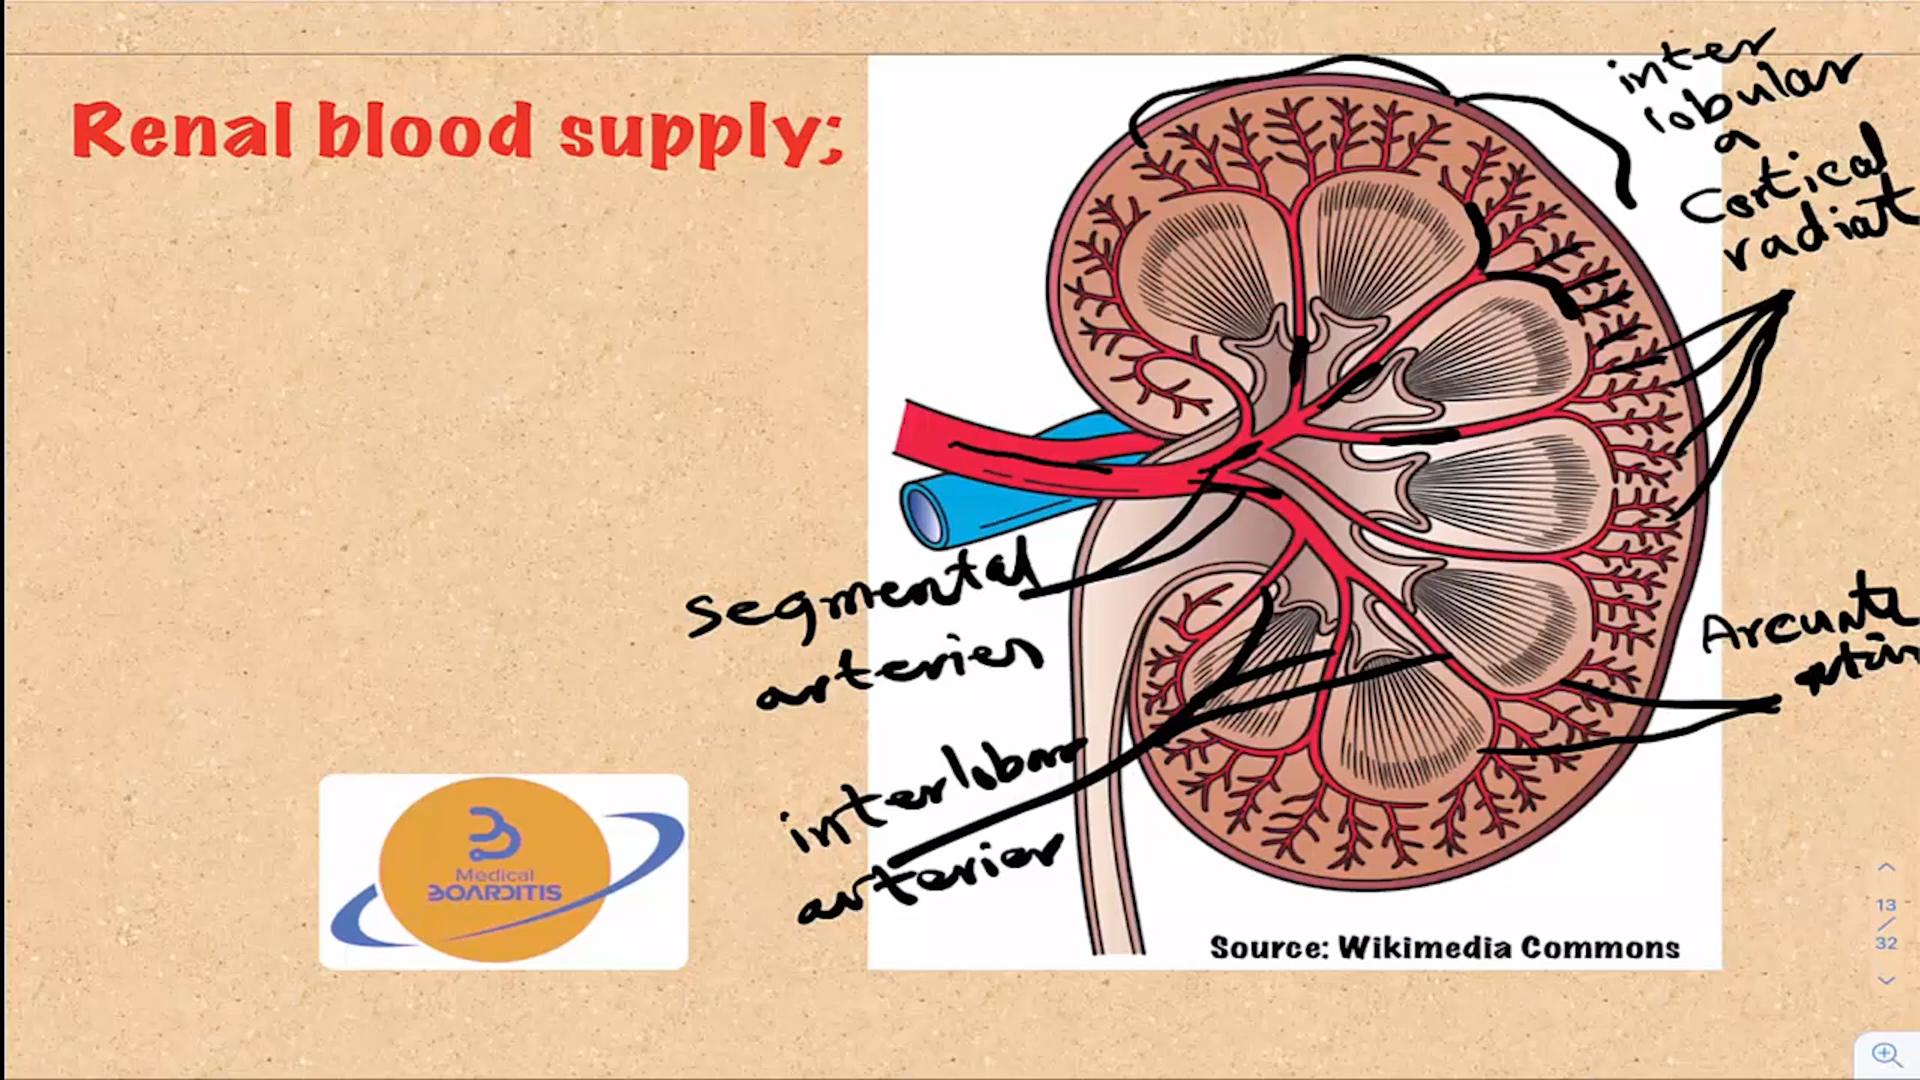 Renal blood supply;
inter
lobular
a
Cortical
radiat
segmental
arteries
Arcuate
interlobar
arteries
Medical
BOARDITIS
Source: Wikimedia Commons
13
/
32